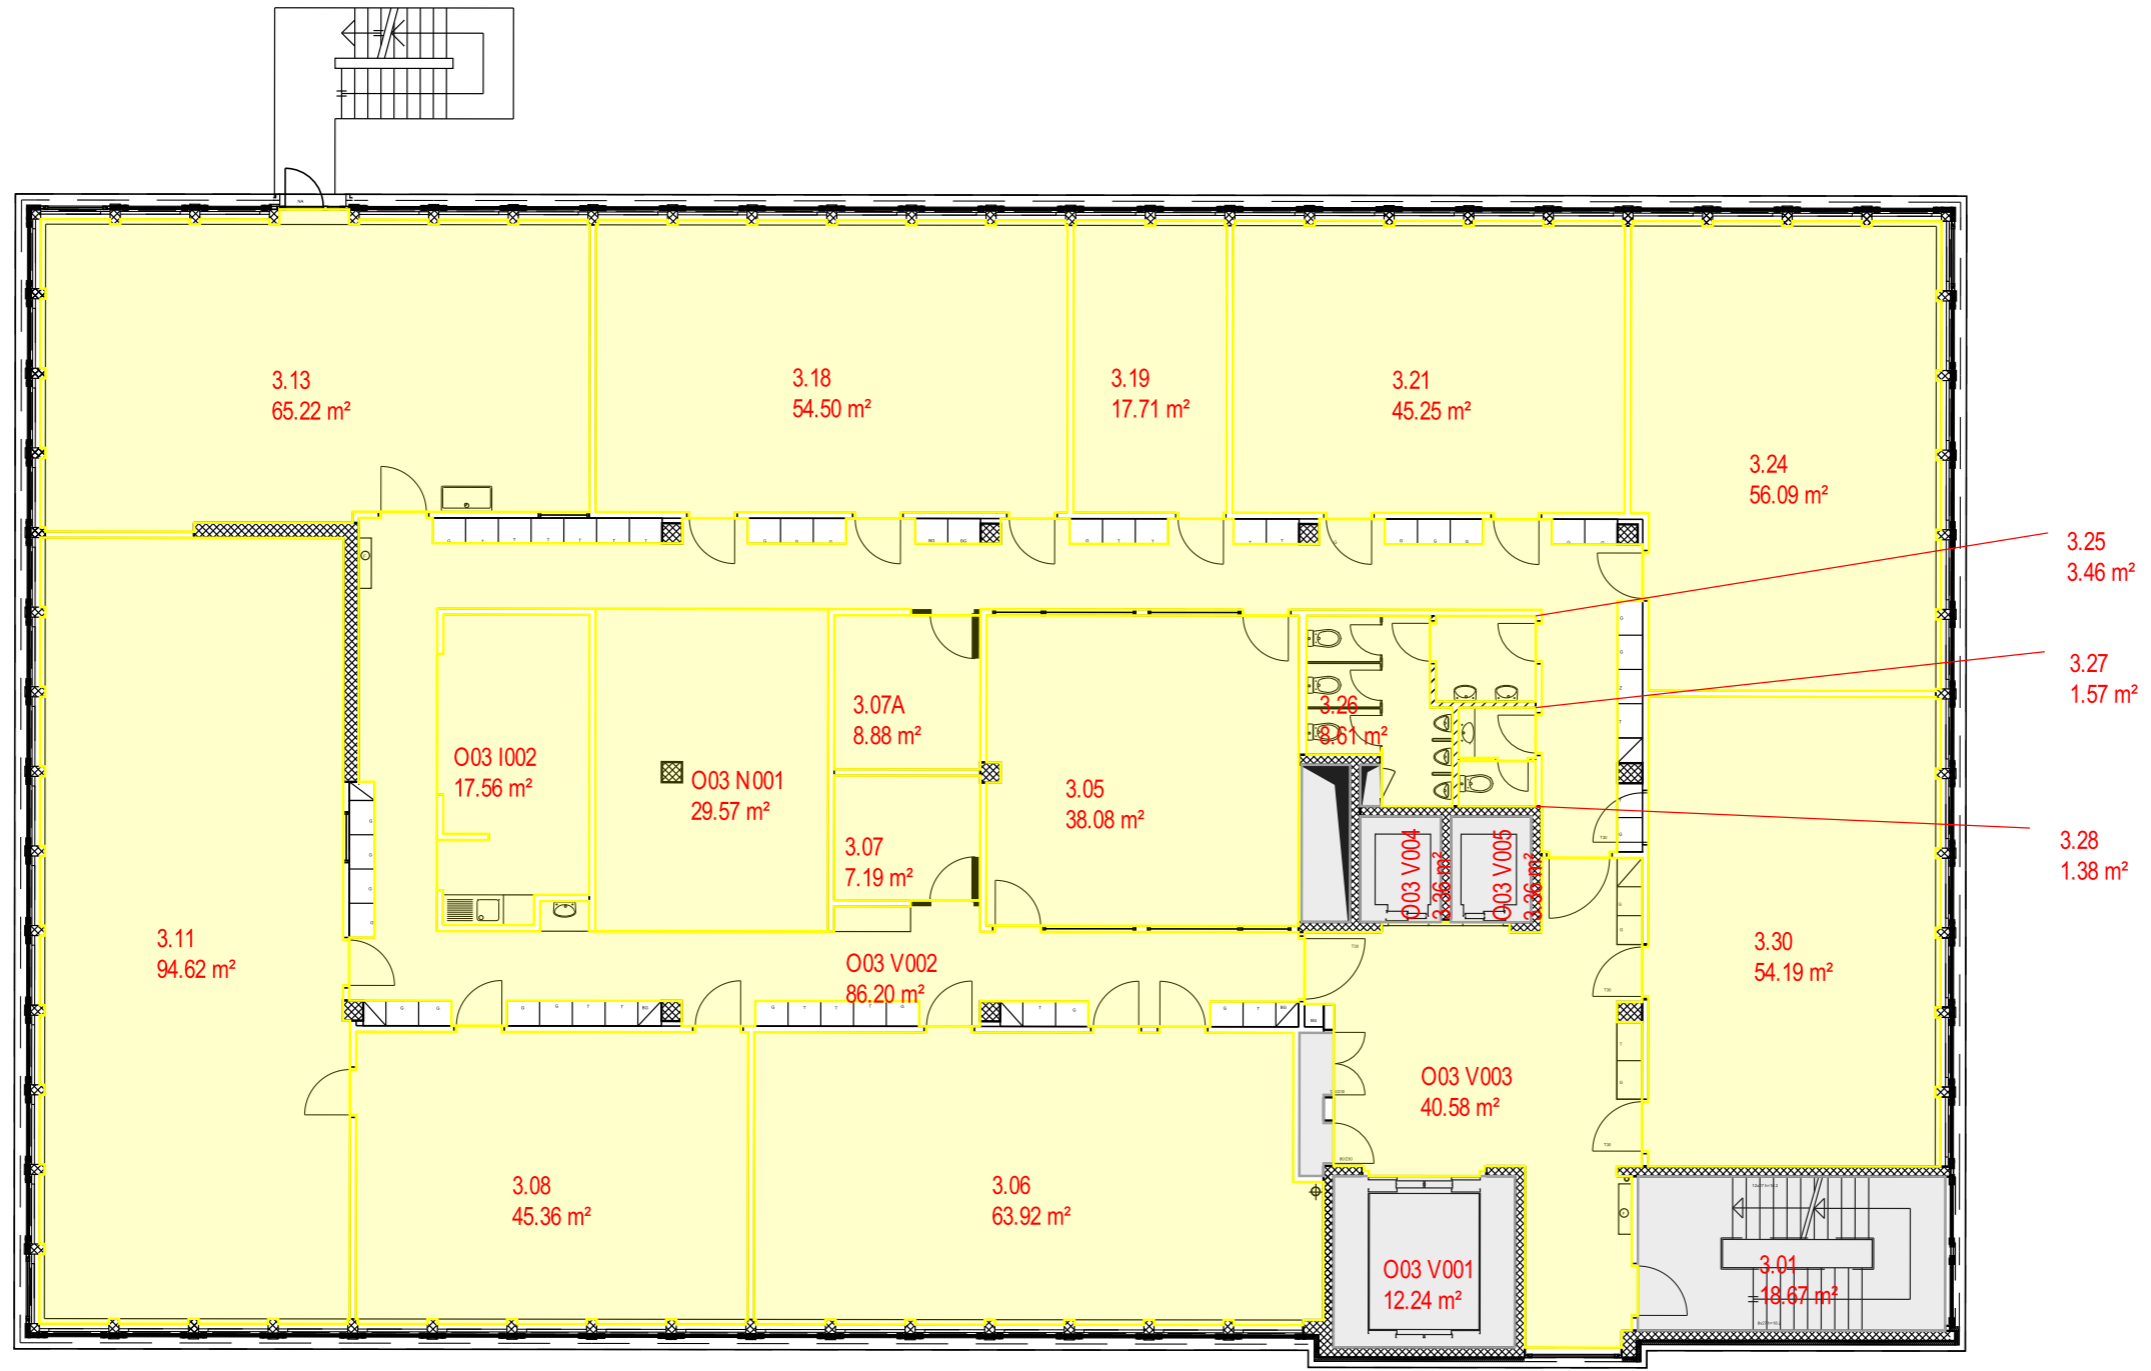 3.13
65.22 m²
3.18
54.50 m²
3.19
17.71 m²
3.21
45.25 m²
3.24
56.09 m²
3.25
3.46 m²
3.27
1.57 m²
3.28
1.38 m²
3.26
8.61 m²
3.07A
8.88 m²
O03 I002
17.56 m²
O03 N001
29.57 m²
3.05
38.08 m²
3.07
7.19 m²
O03 V004
3.36 m²
O03 V005
3.36 m²
3.11
94.62 m²
O03 V002
86.20 m²
3.30
54.19 m²
O03 V003
40.58 m²
3.08
45.36 m²
3.06
63.92 m²
O03 V001
12.24 m²
3.01
18.67 m²